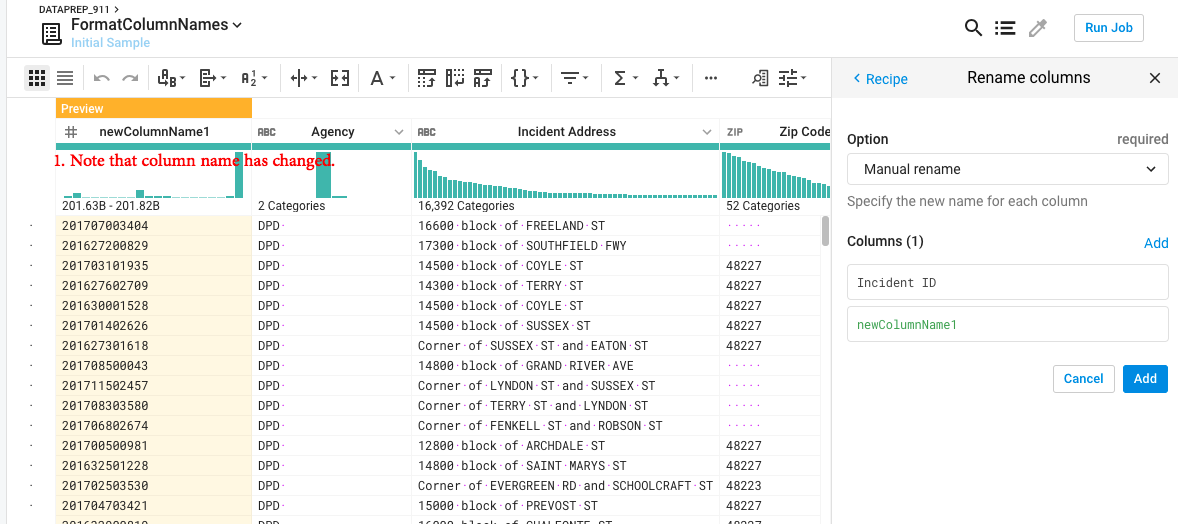 DATAPREP_911 >
FormatColumnNames
Initial Sample
Run Job
Recipe
Rename columns
Preview
# newColumnName1 ABC Agency ABC Incident Address ZIP Zip Code
1. Note that column name has changed.
201.63B - 201.82B 2 Categories 16,392 Categories 52 Categories
201707003404 DPD· 16600·block·of·FREELAND·ST ·····
201627200829 DPD· 17300·block·of·SOUTHFIELD·FWY ·····
201703101935 DPD· 14500·block·of·COYLE·ST 48227
201627602709 DPD· 14300·block·of·TERRY·ST 48227
201630001528 DPD· 14500·block·of·COYLE·ST 48227
201701402626 DPD· 14500·block·of·SUSSEX·ST 48227
201627301618 DPD· Corner·of·SUSSEX·ST·and·EATON·ST 48227
201708500043 DPD· 14800·block·of·GRAND·RIVER·AVE ·····
201711502457 DPD· Corner·of·LYNDON·ST·and·SUSSEX·ST ·····
201708303580 DPD· Corner·of·TERRY·ST·and·LYNDON·ST ·····
201706802674 DPD· Corner·of·FENKELL·ST·and·ROBSON·ST ·····
201700500981 DPD· 12800·block·of·ARCHDALE·ST 48227
201632501228 DPD· 14800·block·of·SAINT·MARYS·ST 48227
201702503530 DPD· Corner·of·EVERGREEN·RD·and·SCHOOLCRAFT·ST 48223
201704703421 DPD· 15000·block·of·PREVOST·ST 48227
Option required
Manual rename
Specify the new name for each column
Columns (1) Add
Incident ID
newColumnName1
Cancel Add